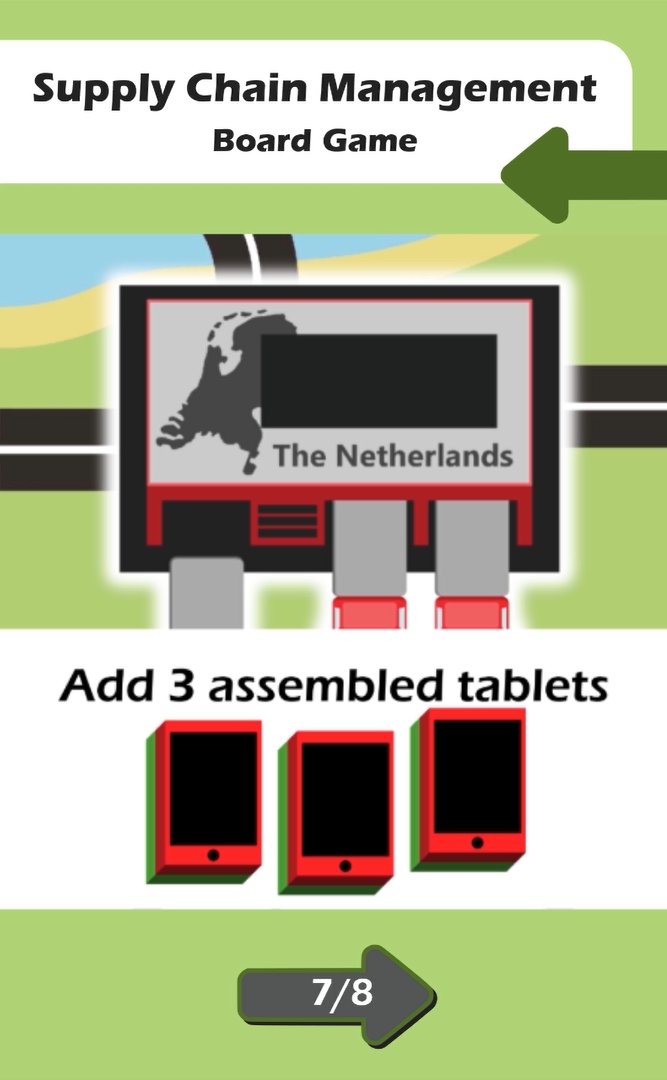 Supply Chain Management
Board Game
The Netherlands
Add 3 assembled tablets
7/8